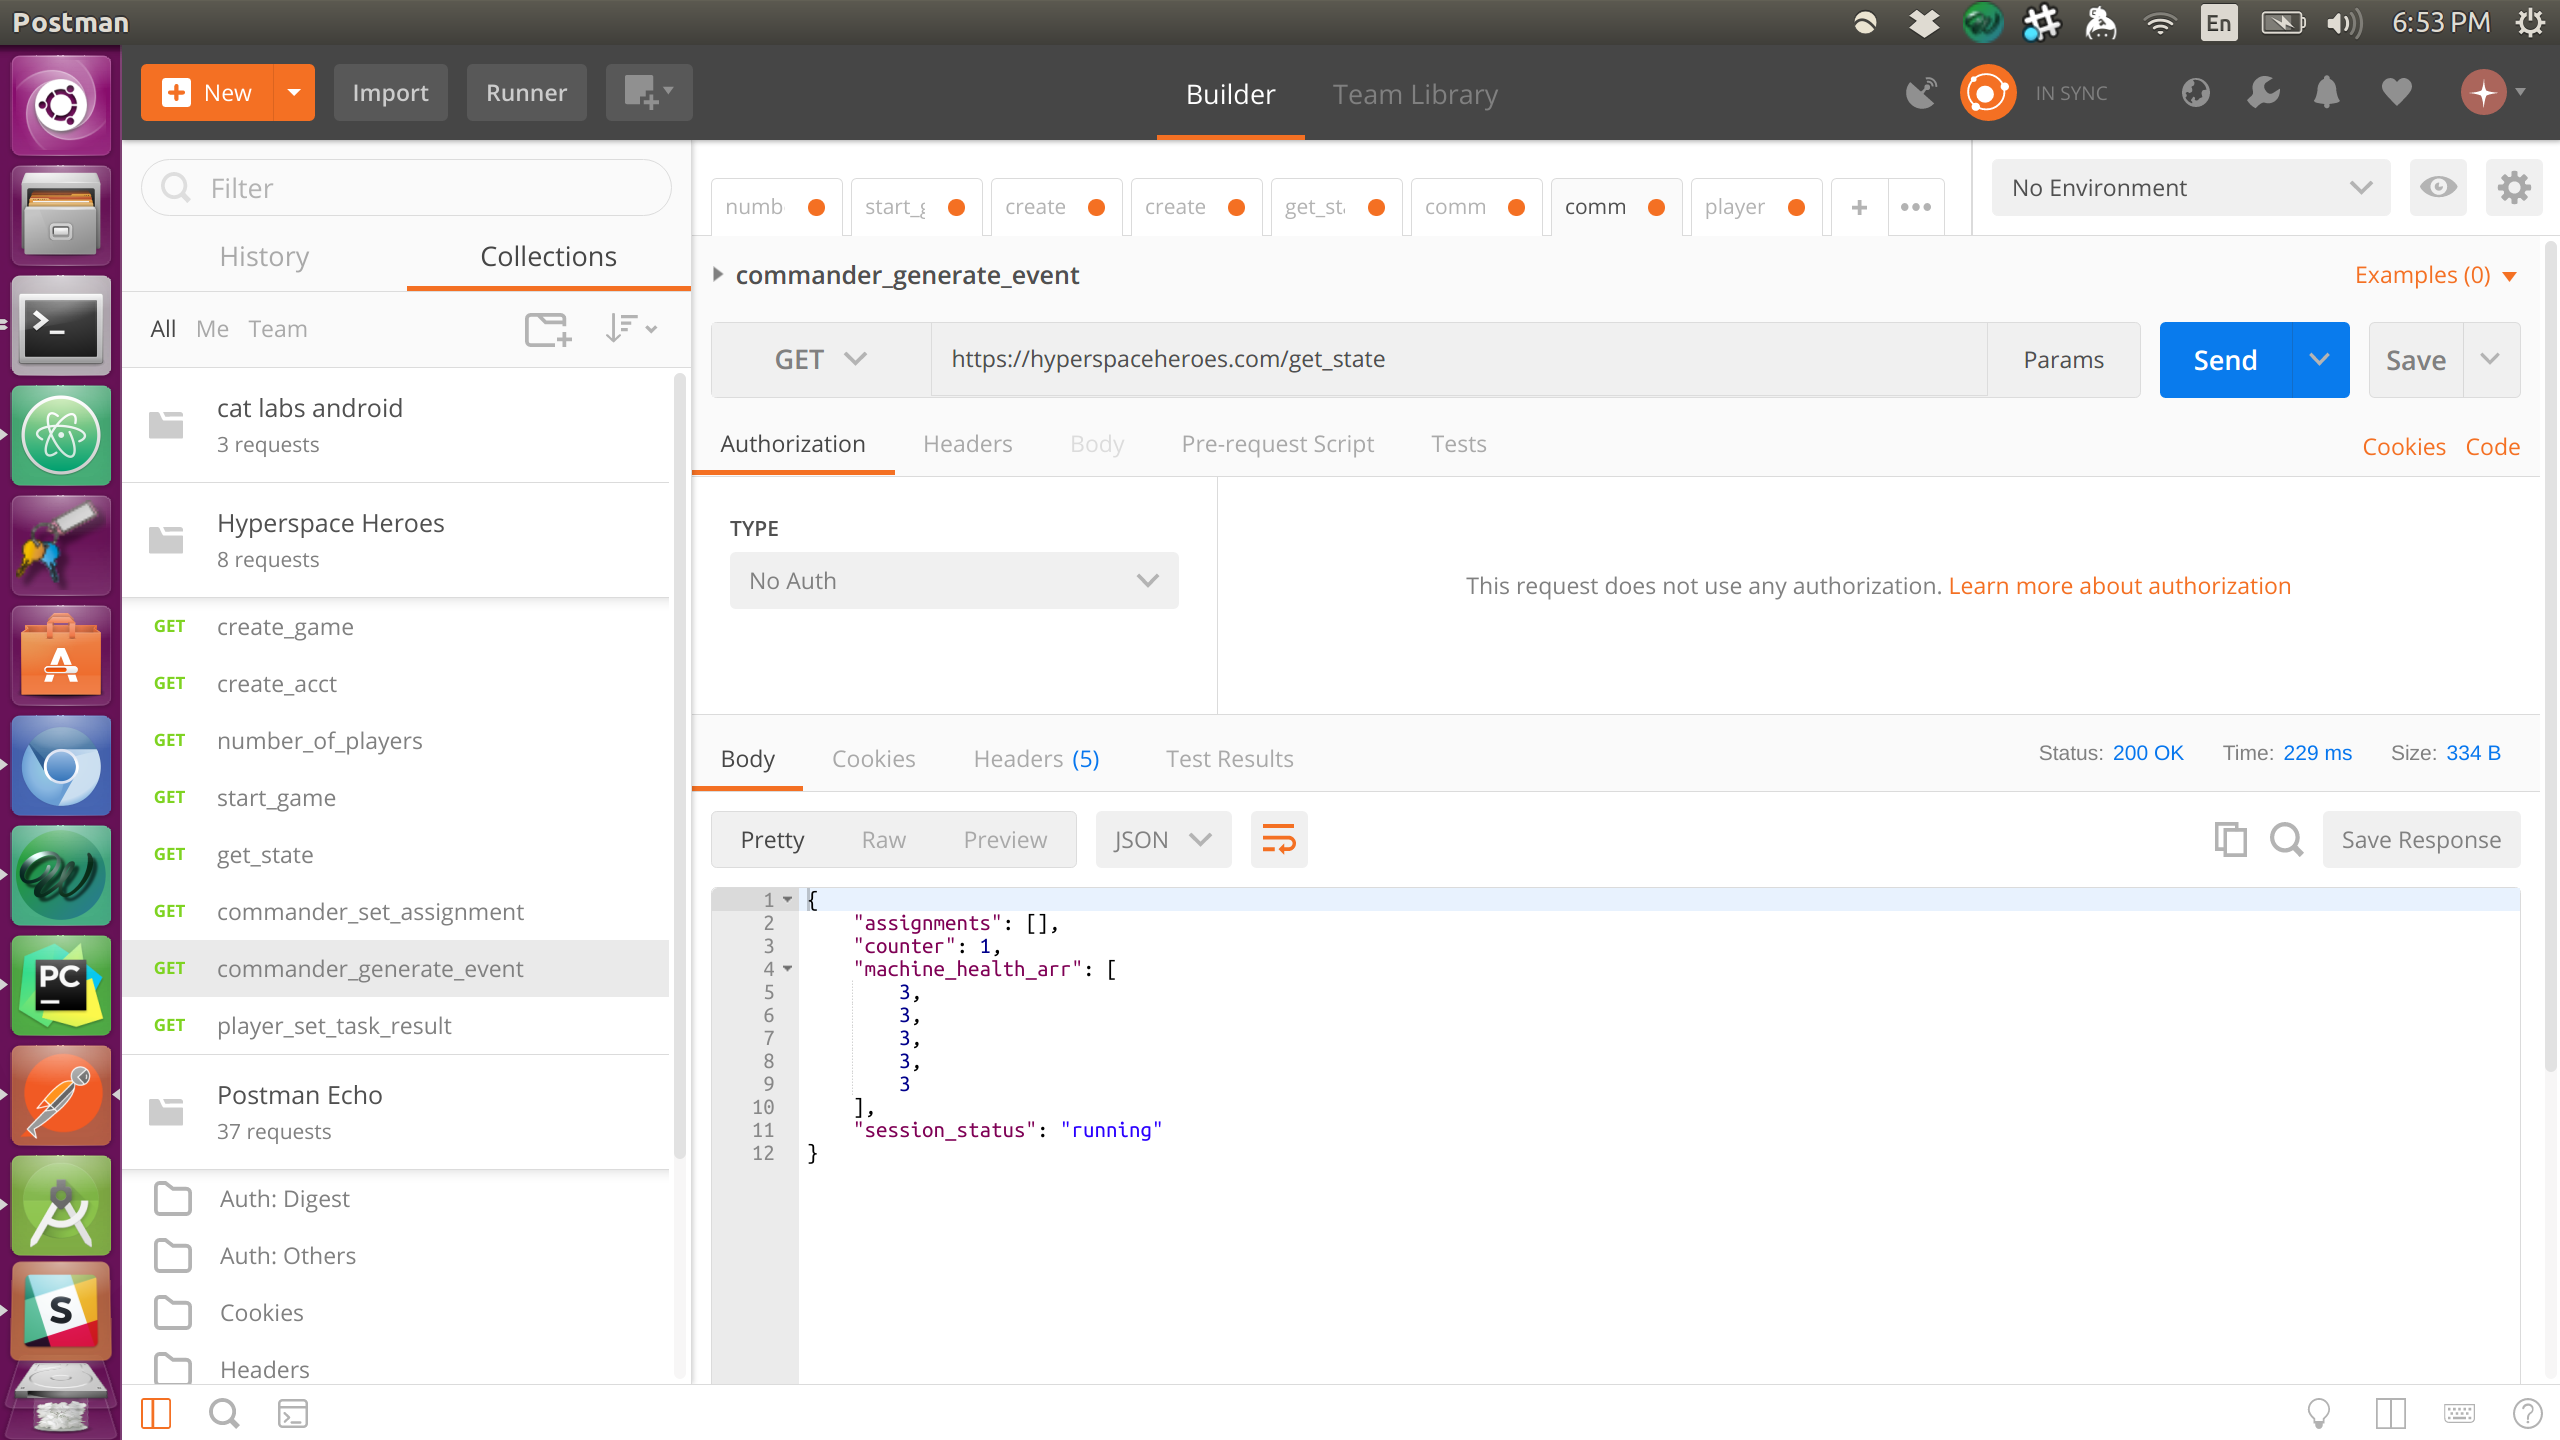 Postman
En
6:53 PM
New
Import
Runner
Builder
Team Library
IN SYNC
Filter
History
Collections
All Me Team
cat labs android
3 requests
Hyperspace Heroes
8 requests
GET create_game
GET create_acct
GET number_of_players
GET start_game
GET get_state
GET commander_set_assignment
GET commander_generate_event
GET player_set_task_result
Postman Echo
37 requests
Auth: Digest
Auth: Others
Cookies
Headers
numb start_g create create get_st comm comm player + •••
No Environment
commander_generate_event
Examples (0)
GET
https://hyperspaceheroes.com/get_state
Params
Send
Save
Authorization Headers Body Pre-request Script Tests
Cookies Code
TYPE
No Auth
This request does not use any authorization. Learn more about authorization
Body Cookies Headers (5) Test Results
Status: 200 OK Time: 229 ms Size: 334 B
Pretty Raw Preview JSON
Save Response
1 {
2 "assignments": [],
3 "counter": 1,
4 "machine_health_arr": [
5 3,
6 3,
7 3,
8 3,
9 3
10 ],
11 "session_status": "running"
12 }
PC
S